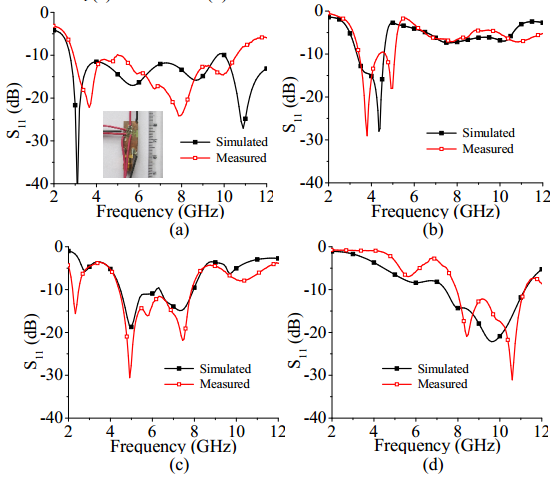 0
-10
-20
-30
-40
S11 (dB)
Simulated
Measured
2 4 6 8 10 12
Frequency (GHz)
(a)
0
-10
-20
-30
-40
S11 (dB)
Simulated
Measured
2 4 6 8 10 12
Frequency (GHz)
(b)
0
-10
-20
-30
-40
S11 (dB)
Simulated
Measured
2 4 6 8 10 12
Frequency (GHz)
(c)
0
-10
-20
-30
-40
S11 (dB)
Simulated
Measured
2 4 6 8 10 12
Frequency (GHz)
(d)